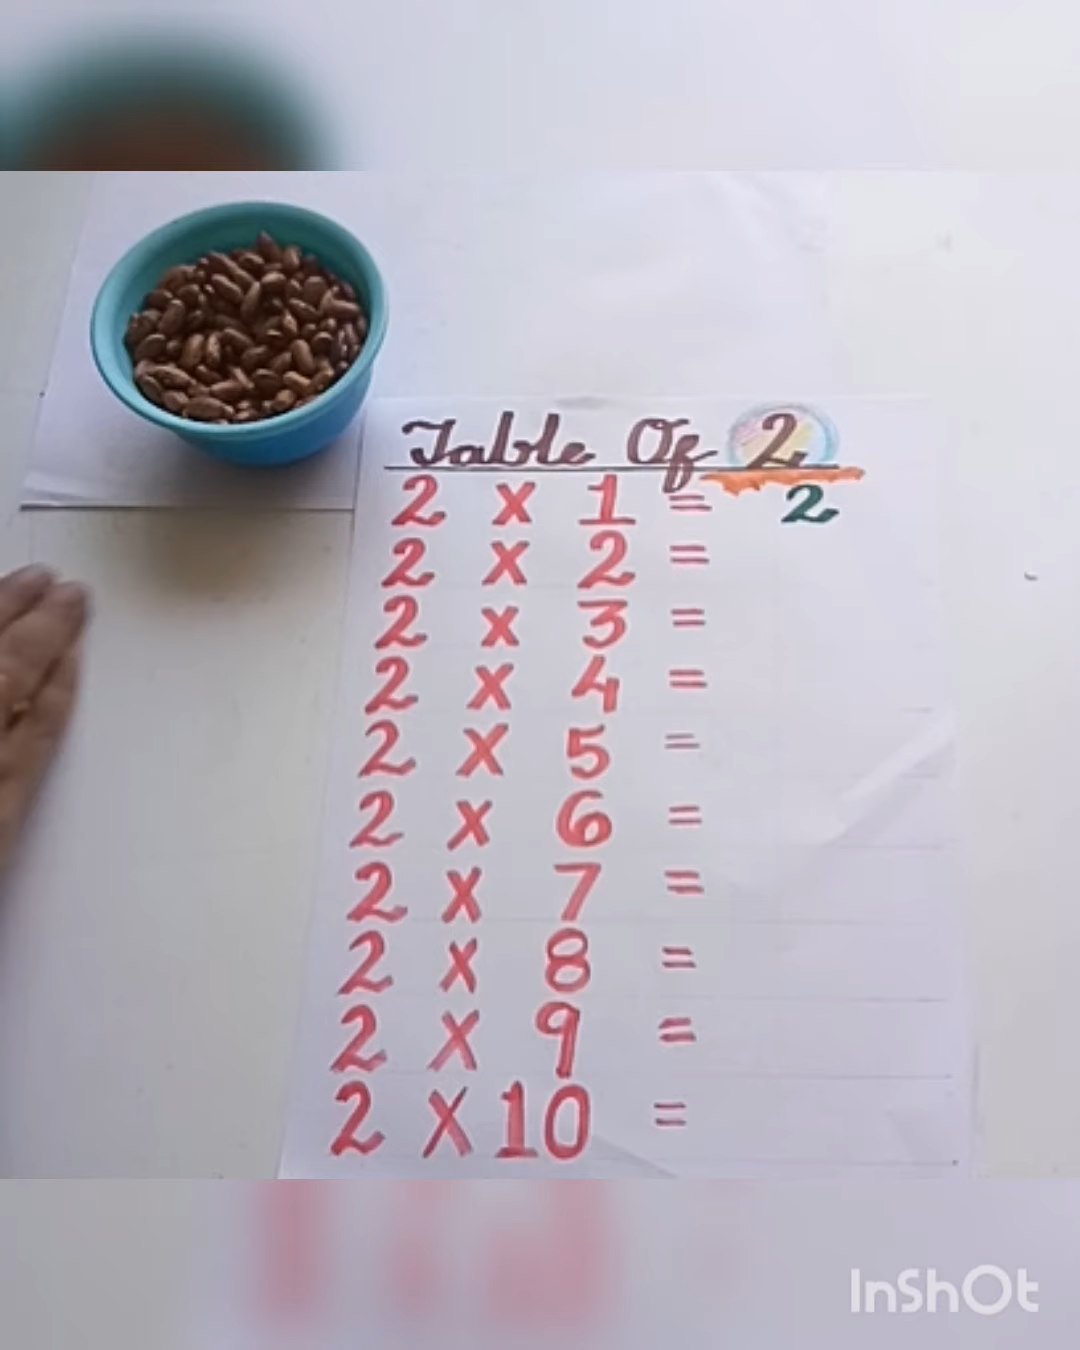 Table Of 2
2 x 1 = 2
2 x 2 =
2 x 3 =
2 x 4 =
2 x 5 =
2 x 6 =
2 x 7 =
2 x 8 =
2 x 9 =
2 x 10 =
InShOt